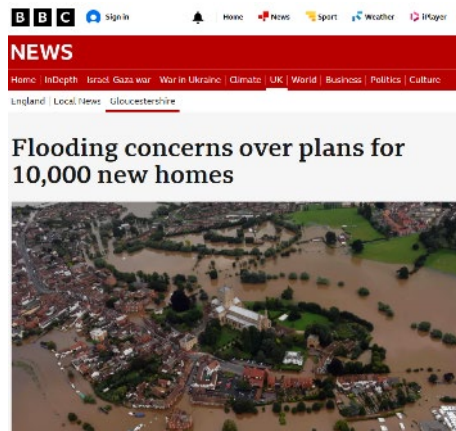 BBC Sign in Home News Sport Weather iPlayer
NEWS
Home InDepth Israel-Gaza war War in Ukraine Climate UK World Business Politics Culture
England Local News Gloucestershire
Flooding concerns over plans for
10,000 new homes